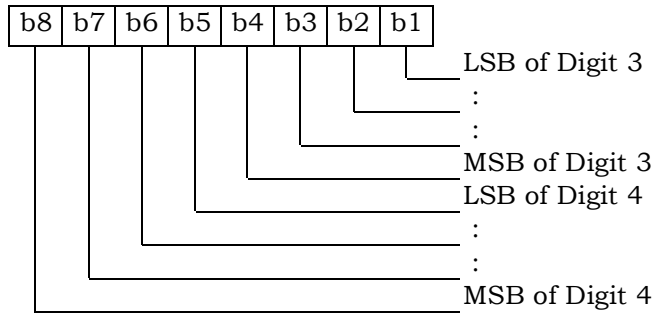 b8 b7 b6 b5 b4 b3 b2 b1
LSB of Digit 3
:
:
MSB of Digit 3
LSB of Digit 4
:
:
MSB of Digit 4